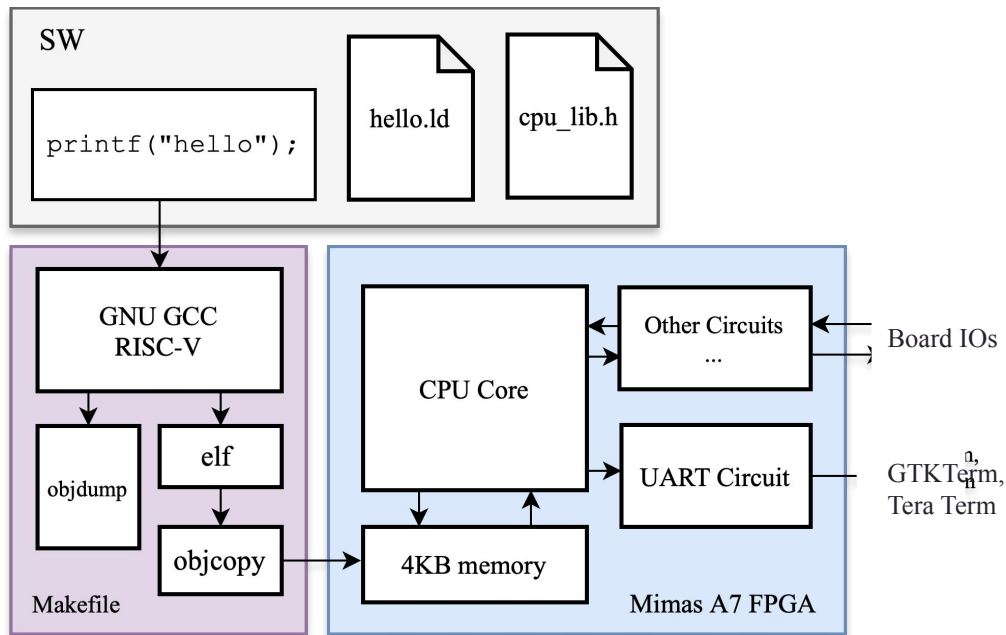 SW
printf("hello");
hello.ld
cpu_lib.h
GNU GCC
RISC-V
objdump
elf
objcopy
Makefile
CPU Core
4KB memory
Other Circuits
...
UART Circuit
Mimas A7 FPGA
Board IOs
GTKTerm,
Tera Term